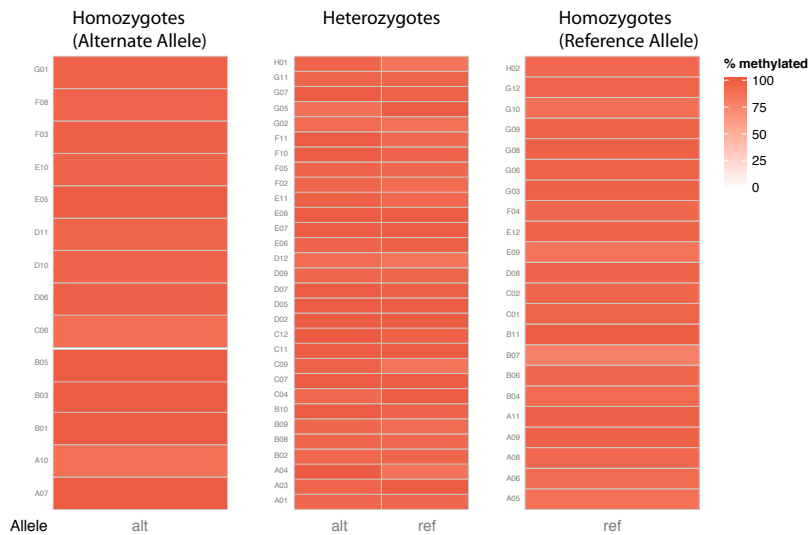 Homozygotes
(Alternate Allele)
Heterozygotes
Homozygotes
(Reference Allele)
G01
F08
F03
E10
E05
D11
D10
D06
C06
B05
B03
B01
A10
A07
H01
G11
G07
G05
G02
F11
F10
F05
F02
E11
E08
E07
E06
D12
D09
D07
D05
D02
C12
C11
C09
C07
C04
B10
B09
B08
B02
A04
A03
A01
H02
G12
G10
G09
G08
G06
G03
F04
E12
E09
D08
C02
C01
B11
B07
B06
B04
A11
A09
A08
A06
A05
% methylated
100
75
50
25
0
Allele
alt
alt
ref
ref